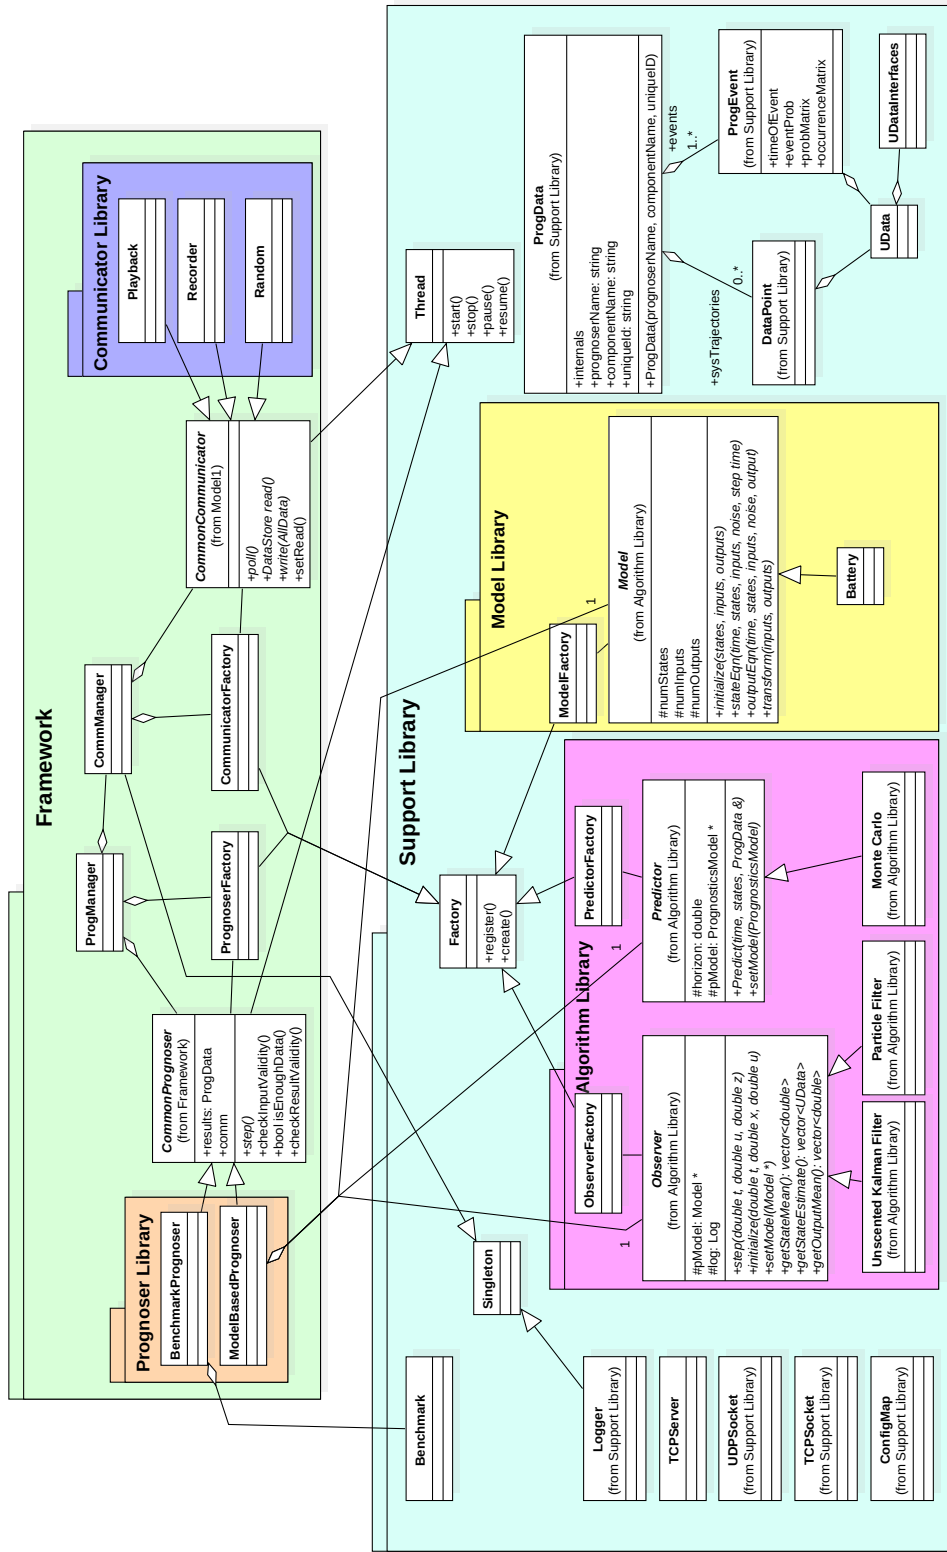 Framework
Prognoser Library
BenchmarkPrognoser
ModelBasedPrognoser
CommonPrognoser
(from Framework)
+results: ProgData
+comm
+step()
+checkInputValidity()
+bool isEnoughData()
+checkResultValidity()
ProgManager
PrognoserFactory
CommManager
CommunicatorFactory
CommonCommunicator
(from Model1)
+poll()
+DataStore read()
+write(AllData)
+setRead()
Communicator Library
Playback
Recorder
Random
Support Library
Benchmark
Logger
(from Support Library)
TCPServer
UDPSocket
(from Support Library)
TCPSocket
(from Support Library)
ConfigMap
(from Support Library)
Singleton
Factory
+register()
+create()
Thread
+start()
+stop()
+pause()
+resume()
Algorithm Library
ObserverFactory
1
Observer
(from Algorithm Library)
#pModel: Model *
#log: Log
+step(double t, double u, double z)
+initialize(double t, double x, double u)
+setModel(Model *)
+getStateMean(): vector<double>
+getStateEstimate(): vector<UData>
+getOutputMean(): vector<double>
Unscented Kalman Filter
(from Algorithm Library)
Particle Filter
(from Algorithm Library)
PredictorFactory
1
Predictor
(from Algorithm Library)
#horizon: double
#pModel: PrognosticsModel *
+Predict(time, states, ProgData &)
+setModel(PrognosticsModel)
Monte Carlo
(from Algorithm Library)
Model Library
ModelFactory
1
Model
(from Algorithm Library)
#numStates
#numInputs
#numOutputs
+initialize(states, inputs, outputs)
+stateEqn(time, states, inputs, noise, step time)
+outputEqn(time, states, inputs, noise, output)
+transform(inputs, outputs)
Battery
ProgData
(from Support Library)
+internals
+prognoserName: string
+componentName: string
+uniqueId: string
+ProgData(prognoserName, componentName, uniqueID)
+events
1..*
+sysTrajectories
0..*
DataPoint
(from Support Library)
ProgEvent
(from Support Library)
+timeOfEvent
+eventProb
+probMatrix
+occurrenceMatrix
UData
UDataInterfaces